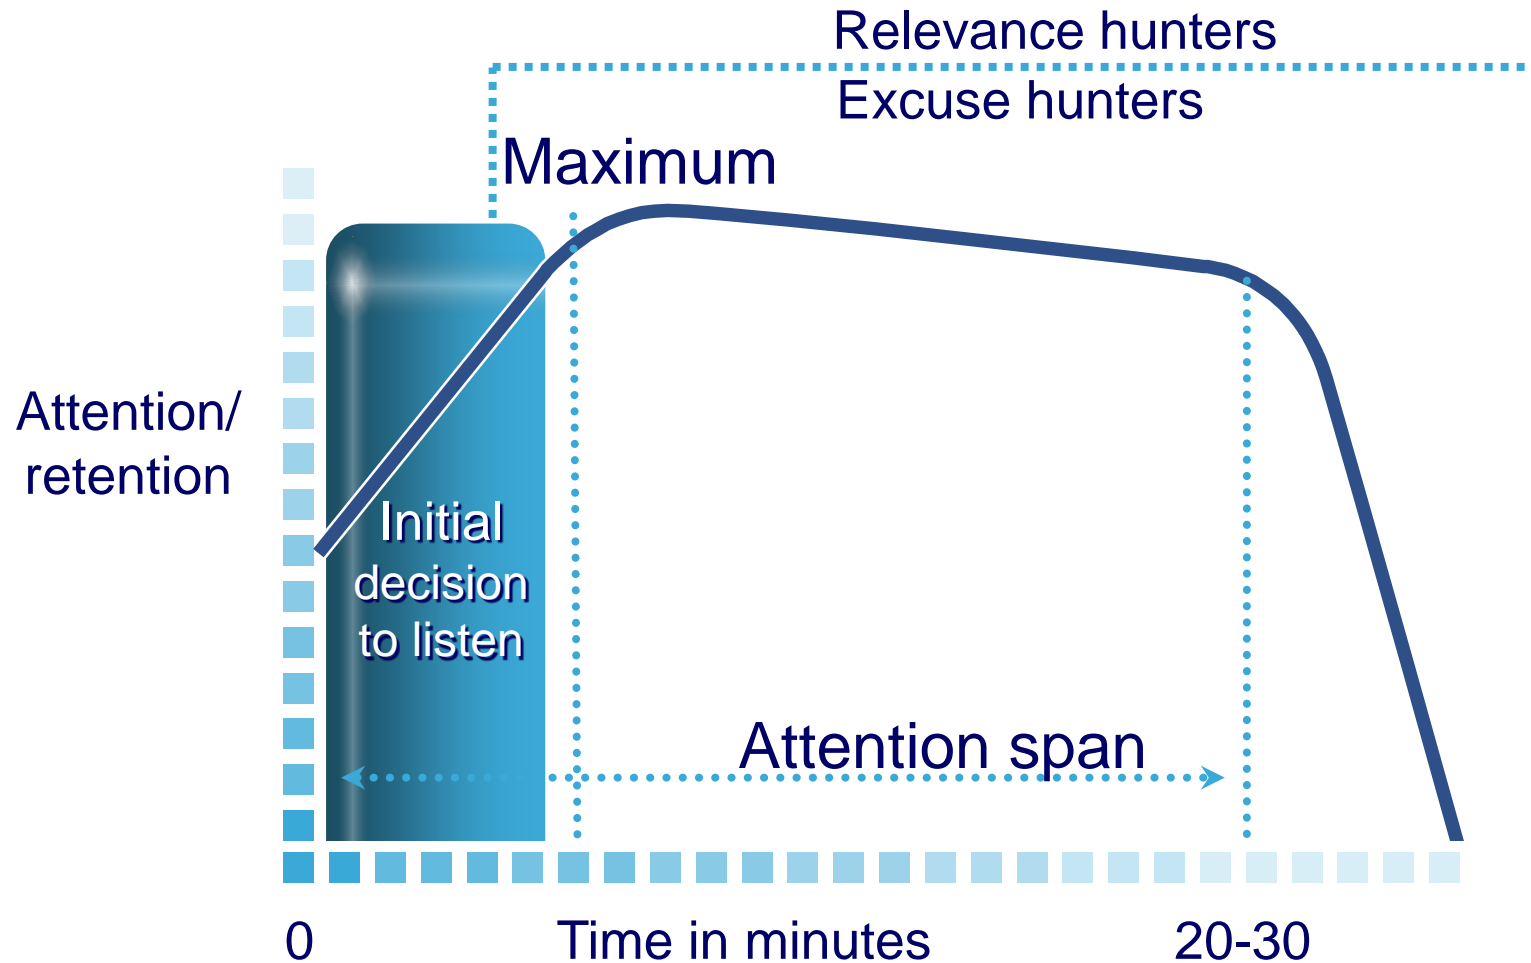 Relevance hunters
Excuse hunters
Maximum
Attention/
retention
Initial
decision
to listen
Attention span
0
Time in minutes
20-30